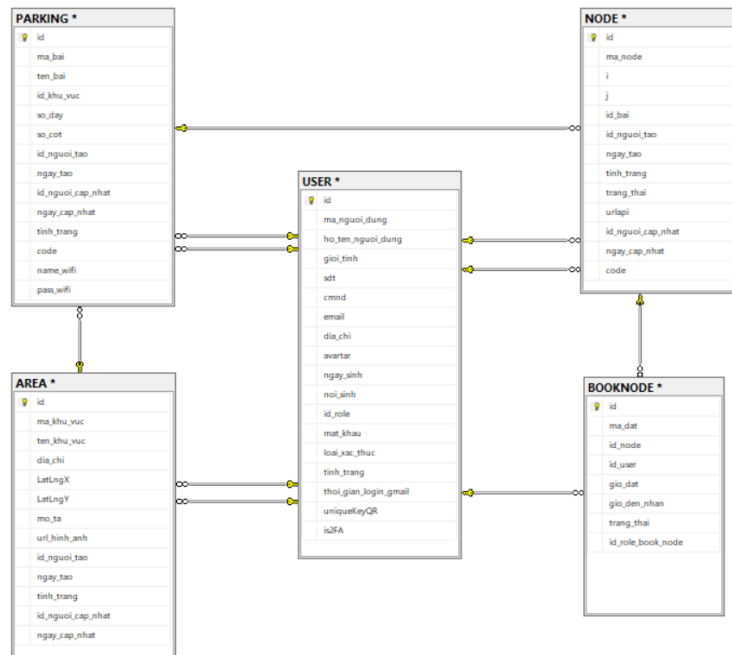 PARKING *
id
ma_bai
ten_bai
id_khu_vuc
so_day
so_cot
id_nguoi_tao
ngay_tao
id_nguoi_cap_nhat
ngay_cap_nhat
tinh_trang
code
name_wifi
pass_wifi
NODE *
id
ma_node
i
j
id_bai
id_nguoi_tao
ngay_tao
tinh_trang
trang_thai
urlapi
id_nguoi_cap_nhat
ngay_cap_nhat
code
USER *
id
ma_nguoi_dung
ho_ten_nguoi_dung
gioi_tinh
sdt
cmnd
email
dia_chi
avartar
ngay_sinh
noi_sinh
id_role
mat_khau
loai_xac_thuc
tinh_trang
thoi_gian_login_gmail
uniqueKeyQR
is2FA
AREA *
id
ma_khu_vuc
ten_khu_vuc
dia_chi
LatLngX
LatLngY
mo_ta
url_hinh_anh
id_nguoi_tao
ngay_tao
tinh_trang
id_nguoi_cap_nhat
ngay_cap_nhat
BOOKNODE *
id
ma_dat
id_node
id_user
gio_dat
gio_den_nhan
trang_thai
id_role_book_node